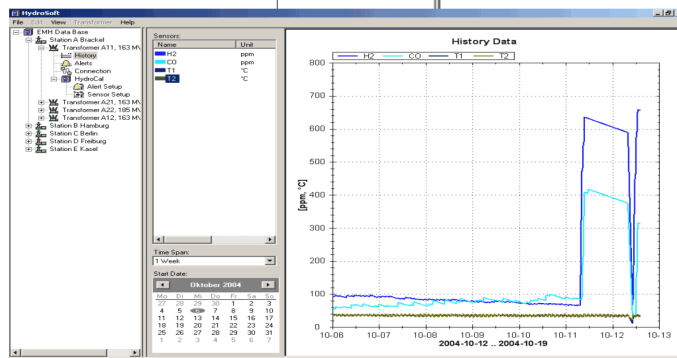 HydroSoft
File Edit View Transformer Help
EMH Data Base
Station A Brackel
Transformer A11, 163 MV
History
Alerts
Connection
HydroCal
Alert Setup
Sensor Setup
Transformer A21, 163 MV
Transformer A22, 185 MV
Transformer A12, 163 MV
Station B Hamburg
Station C Berlin
Station D Freiburg
Station E Kasel
Sensors:
Name Unit
H2 ppm
CO ppm
T1 °C
T2 °C
Time Span:
1 Week
Start Date:
Oktober 2004
Mo Di Mi Do Fr Sa So
27 28 29 30 1 2 3
4 5 6 7 8 9 10
11 12 13 14 15 16 17
18 19 20 21 22 23 24
25 26 27 28 29 30 31
1 2 3 4 5 6 7
History Data
H2 CO T1 T2
[ppm, °C]
800
700
600
500
400
300
200
100
0
10-06 10-07 10-08 10-09 10-10 10-11 10-12 10-13
2004-10-12 .. 2004-10-19